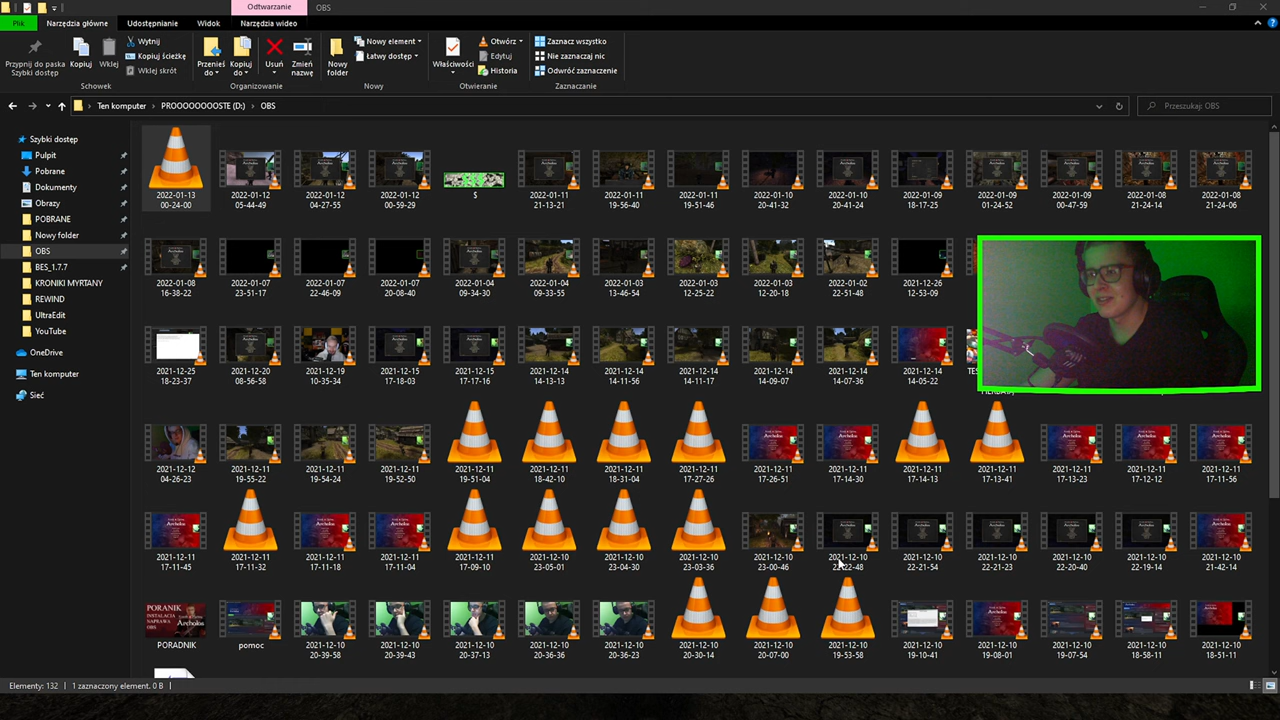 Odtwarzanie
OBS
Plik
Narzędzia główne
Udostępnianie
Widok
Narzędzia wideo
Przypnij do paska
Szybki dostęp
Kopiuj
Wklej
Wytnij
Kopiuj ścieżkę
Wklej skrót
Schowek
Przenieś
do
Kopiuj
do
Usuń
Zmień
nazwę
Organizowanie
Nowy
folder
Nowy element
Łatwy dostęp
Nowy
Właściwości
Otwórz
Edytuj
Historia
Otwieranie
Zaznacz wszystko
Nie zaznaczaj nic
Odwróć zaznaczenie
Zaznaczanie
Ten komputer > PROOOOOOOOSTE (D:) > OBS
Przeszukaj: OBS
Szybki dostęp
Pulpit
Pobrane
Dokumenty
Obrazy
POBRANE
Nowy folder
OBS
BES_1.7.7
KRONIKI MYRTANY
REWIND
UltraEdit
YouTube
OneDrive
Ten komputer
Sieć
2022-01-13 2022-01-12 2022-01-12 2022-01-12 s 2022-01-11 2022-01-11 2022-01-11 2022-01-10 2022-01-10 2022-01-09 2022-01-09 2022-01-09 2022-01-08 2022-01-08
00-24-00 05-44-49 04-27-55 00-59-29 21-13-21 19-56-40 19-51-46 20-41-32 20-41-24 18-17-25 01-24-52 00-47-59 21-24-14 21-24-06
2022-01-08 2022-01-07 2022-01-07 2022-01-07 2022-01-04 2022-01-04 2022-01-03 2022-01-03 2022-01-03 2022-01-02 2021-12-26
16-38-22 23-51-17 22-46-09 20-08-40 09-34-30 09-33-55 13-46-54 12-25-22 12-20-18 22-51-48 12-53-09
2021-12-25 2021-12-20 2021-12-19 2021-12-15 2021-12-15 2021-12-14 2021-12-14 2021-12-14 2021-12-14 2021-12-14 2021-12-14
18-23-37 08-56-58 10-35-34 17-18-03 17-17-16 14-13-13 14-11-56 14-11-17 14-09-07 14-07-36 14-05-22
2021-12-12 2021-12-11 2021-12-11 2021-12-11 2021-12-11 2021-12-11 2021-12-11 2021-12-11 2021-12-11 2021-12-11 2021-12-11 2021-12-11 2021-12-11 2021-12-11 2021-12-11
04-26-23 19-55-22 19-54-24 19-52-50 19-51-04 18-42-10 18-31-04 17-27-26 17-26-51 17-14-30 17-14-13 17-13-41 17-13-23 17-12-12 17-11-56
Archolos
2021-12-11 2021-12-11 2021-12-11 2021-12-11 2021-12-11 2021-12-10 2021-12-10 2021-12-10 2021-12-10 2021-12-10 2021-12-10 2021-12-10 2021-12-10 2021-12-10 2021-12-10
17-11-45 17-11-32 17-11-18 17-11-04 17-09-10 23-05-01 23-04-30 23-03-36 23-00-46 22-21-54 22-21-23 22-20-40 22-19-14 21-42-14
PORANIK
INSTALACJA
NAPRAWA
OBS
Archolos
PORADNIK pomoc 2021-12-10 2021-12-10 2021-12-10 2021-12-10 2021-12-10 2021-12-10 2021-12-10 2021-12-10 2021-12-10 2021-12-10 2021-12-10 2021-12-10 2021-12-10
20-39-58 20-39-43 20-37-13 20-36-36 20-36-23 20-30-14 20-07-00 19-53-58 19-10-41 19-08-01 19-07-54 18-58-11 18-51-11
Elementy: 132 | 1 zaznaczony element. 0 B |